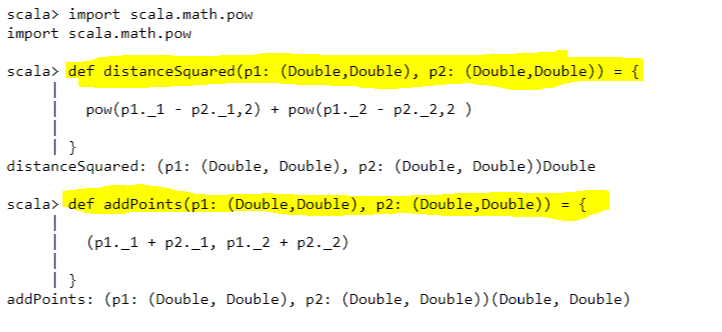 scala> import scala.math.pow
import scala.math.pow
scala> def distanceSquared(p1: (Double,Double), p2: (Double,Double)) = {
|
| pow(p1._1 - p2._1,2) + pow(p1._2 - p2._2,2 )
|
| }
distanceSquared: (p1: (Double, Double), p2: (Double, Double))Double
scala> def addPoints(p1: (Double,Double), p2: (Double,Double)) = {
|
| (p1._1 + p2._1, p1._2 + p2._2)
|
| }
addPoints: (p1: (Double, Double), p2: (Double, Double))(Double, Double)